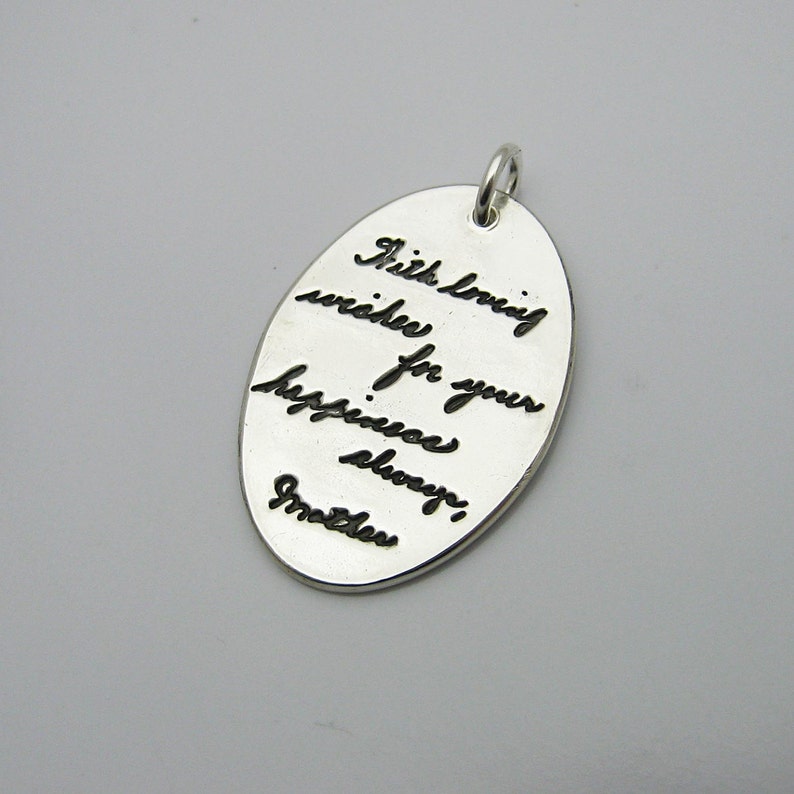 With loving
wishes
for your
happiness
always,
Mother